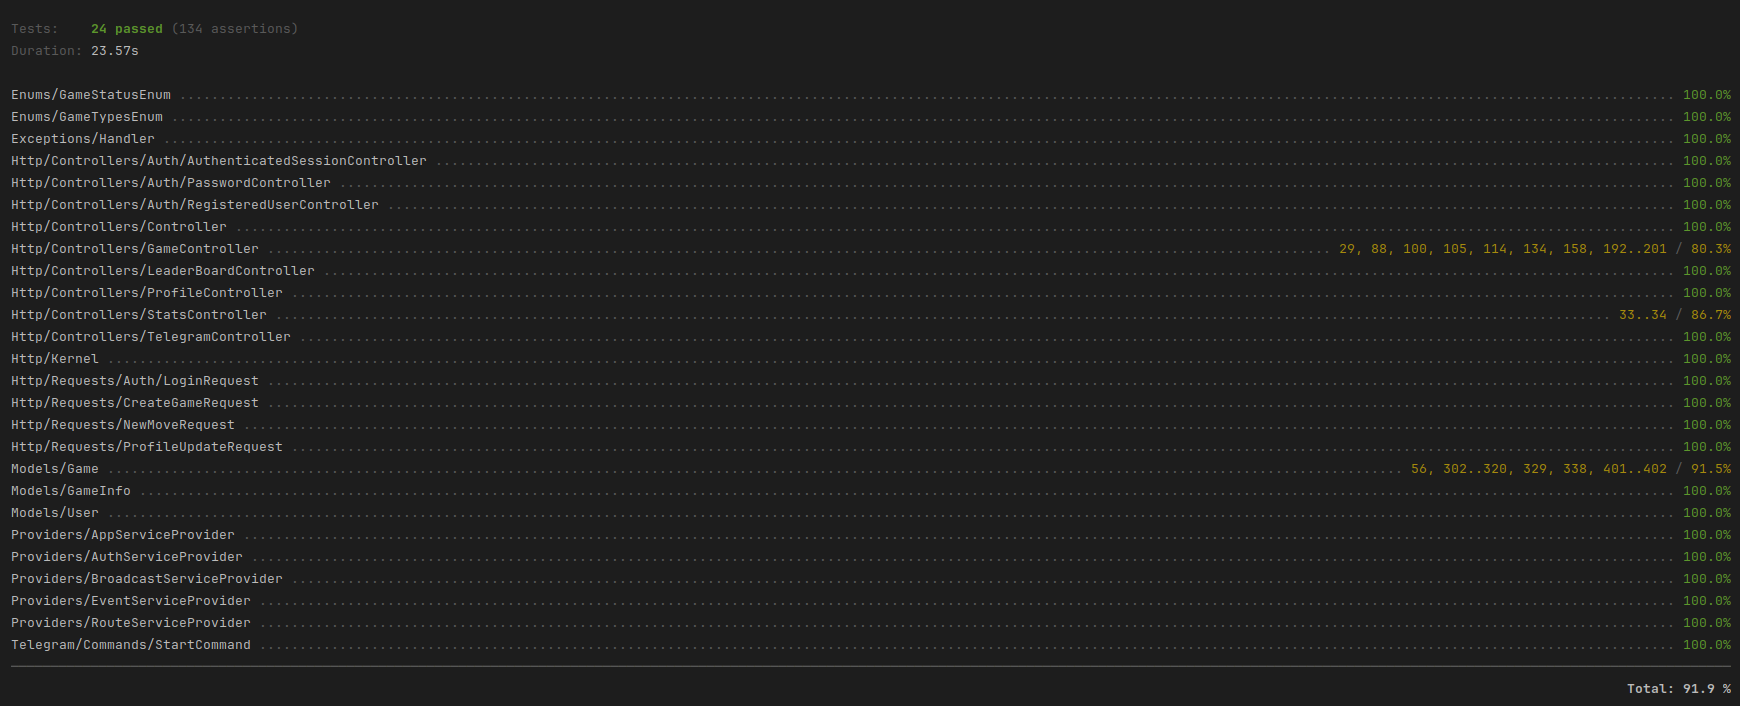 Tests: 24 passed (134 assertions)
Duration: 23.57s
Enums/GameStatusEnum 100.0%
Enums/GameTypesEnum 100.0%
Exceptions/Handler 100.0%
Http/Controllers/Auth/AuthenticatedSessionController 100.0%
Http/Controllers/Auth/PasswordController 100.0%
Http/Controllers/Auth/RegisteredUserController 100.0%
Http/Controllers/Controller 100.0%
Http/Controllers/GameController 29, 88, 100, 105, 114, 134, 158, 192..201 / 80.3%
Http/Controllers/LeaderBoardController 100.0%
Http/Controllers/ProfileController 100.0%
Http/Controllers/StatsController 33..34 / 86.7%
Http/Controllers/TelegramController 100.0%
Http/Kernel 100.0%
Http/Requests/Auth/LoginRequest 100.0%
Http/Requests/CreateGameRequest 100.0%
Http/Requests/NewMoveRequest 100.0%
Http/Requests/ProfileUpdateRequest 100.0%
Models/Game 56, 302..320, 329, 338, 401..402 / 91.5%
Models/GameInfo 100.0%
Models/User 100.0%
Providers/AppServiceProvider 100.0%
Providers/AuthServiceProvider 100.0%
Providers/BroadcastServiceProvider 100.0%
Providers/EventServiceProvider 100.0%
Providers/RouteServiceProvider 100.0%
Telegram/Commands/StartCommand 100.0%
Total: 91.9 %